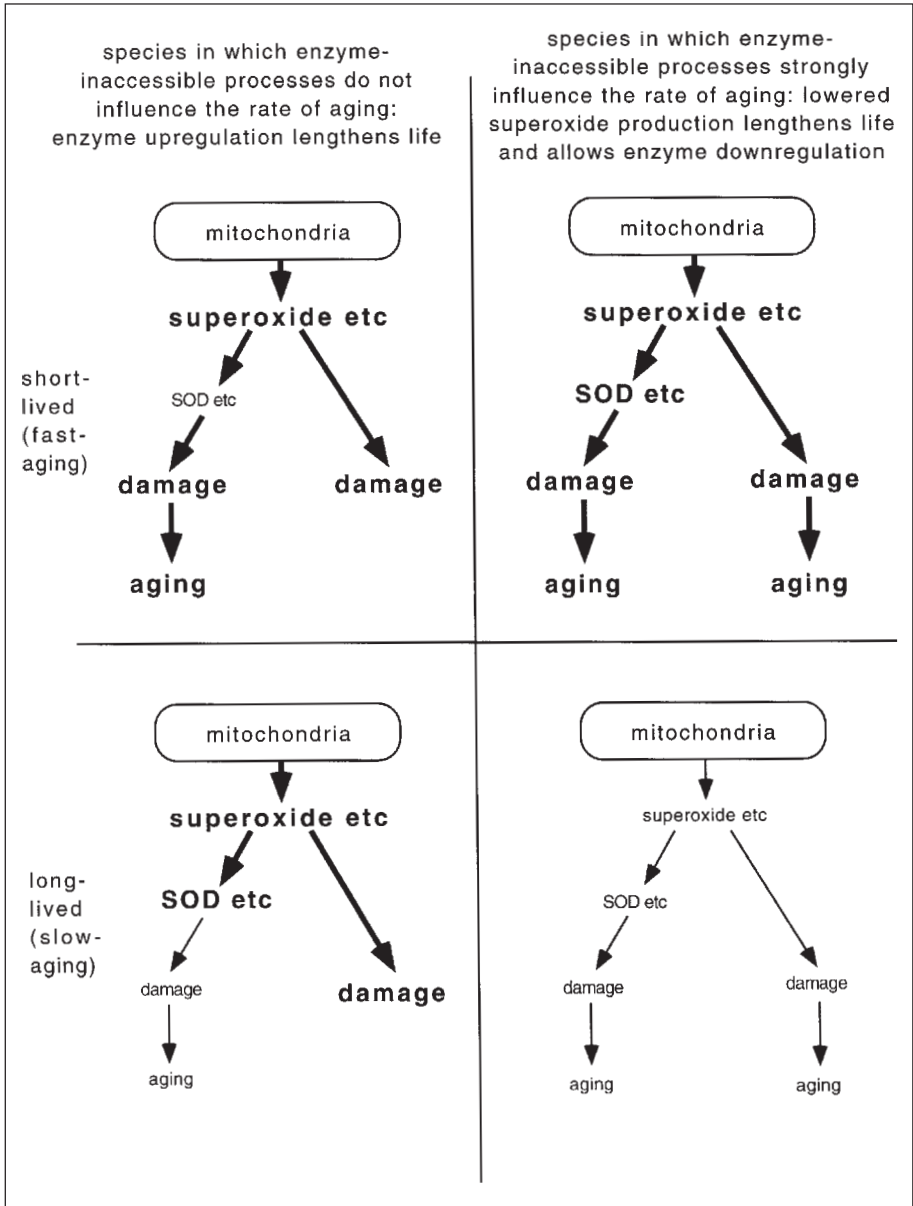 species in which enzyme-
inaccessible processes do not
influence the rate of aging:
enzyme upregulation lengthens life
species in which enzyme-
inaccessible processes strongly
influence the rate of aging: lowered
superoxide production lengthens life
and allows enzyme downregulation
short-
lived
(fast-
aging)
mitochondria
superoxide etc
SOD etc
damage
damage
aging
mitochondria
superoxide etc
SOD etc
damage
damage
aging
aging
long-
lived
(slow-
aging)
mitochondria
superoxide etc
SOD etc
damage
damage
aging
mitochondria
superoxide etc
SOD etc
damage
damage
aging
aging